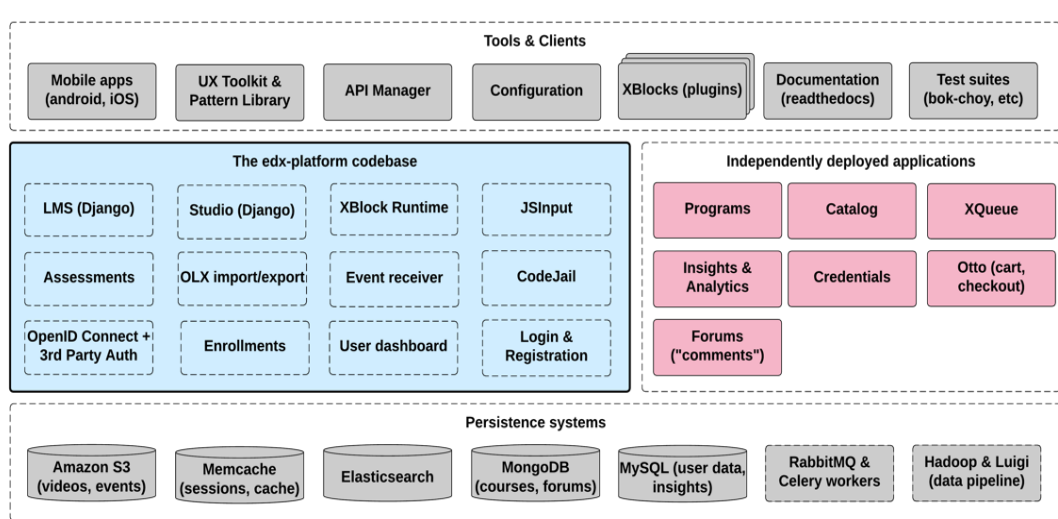 Tools & Clients
Mobile apps
(android, iOS)
UX Toolkit &
Pattern Library
API Manager
Configuration
XBlocks (plugins)
Documentation
(readthedocs)
Test suites
(bok-choy, etc)
The edx-platform codebase
LMS (Django)
Studio (Django)
XBlock Runtime
JSInput
Assessments
OLX import/export
Event receiver
CodeJail
OpenID Connect +
3rd Party Auth
Enrollments
User dashboard
Login &
Registration
Independently deployed applications
Programs
Catalog
XQueue
Insights &
Analytics
Credentials
Otto (cart,
checkout)
Forums
("comments")
Persistence systems
Amazon S3
(videos, events)
Memcache
(sessions, cache)
Elasticsearch
MongoDB
(courses, forums)
MySQL (user data,
insights)
RabbitMQ &
Celery workers
Hadoop & Luigi
(data pipeline)